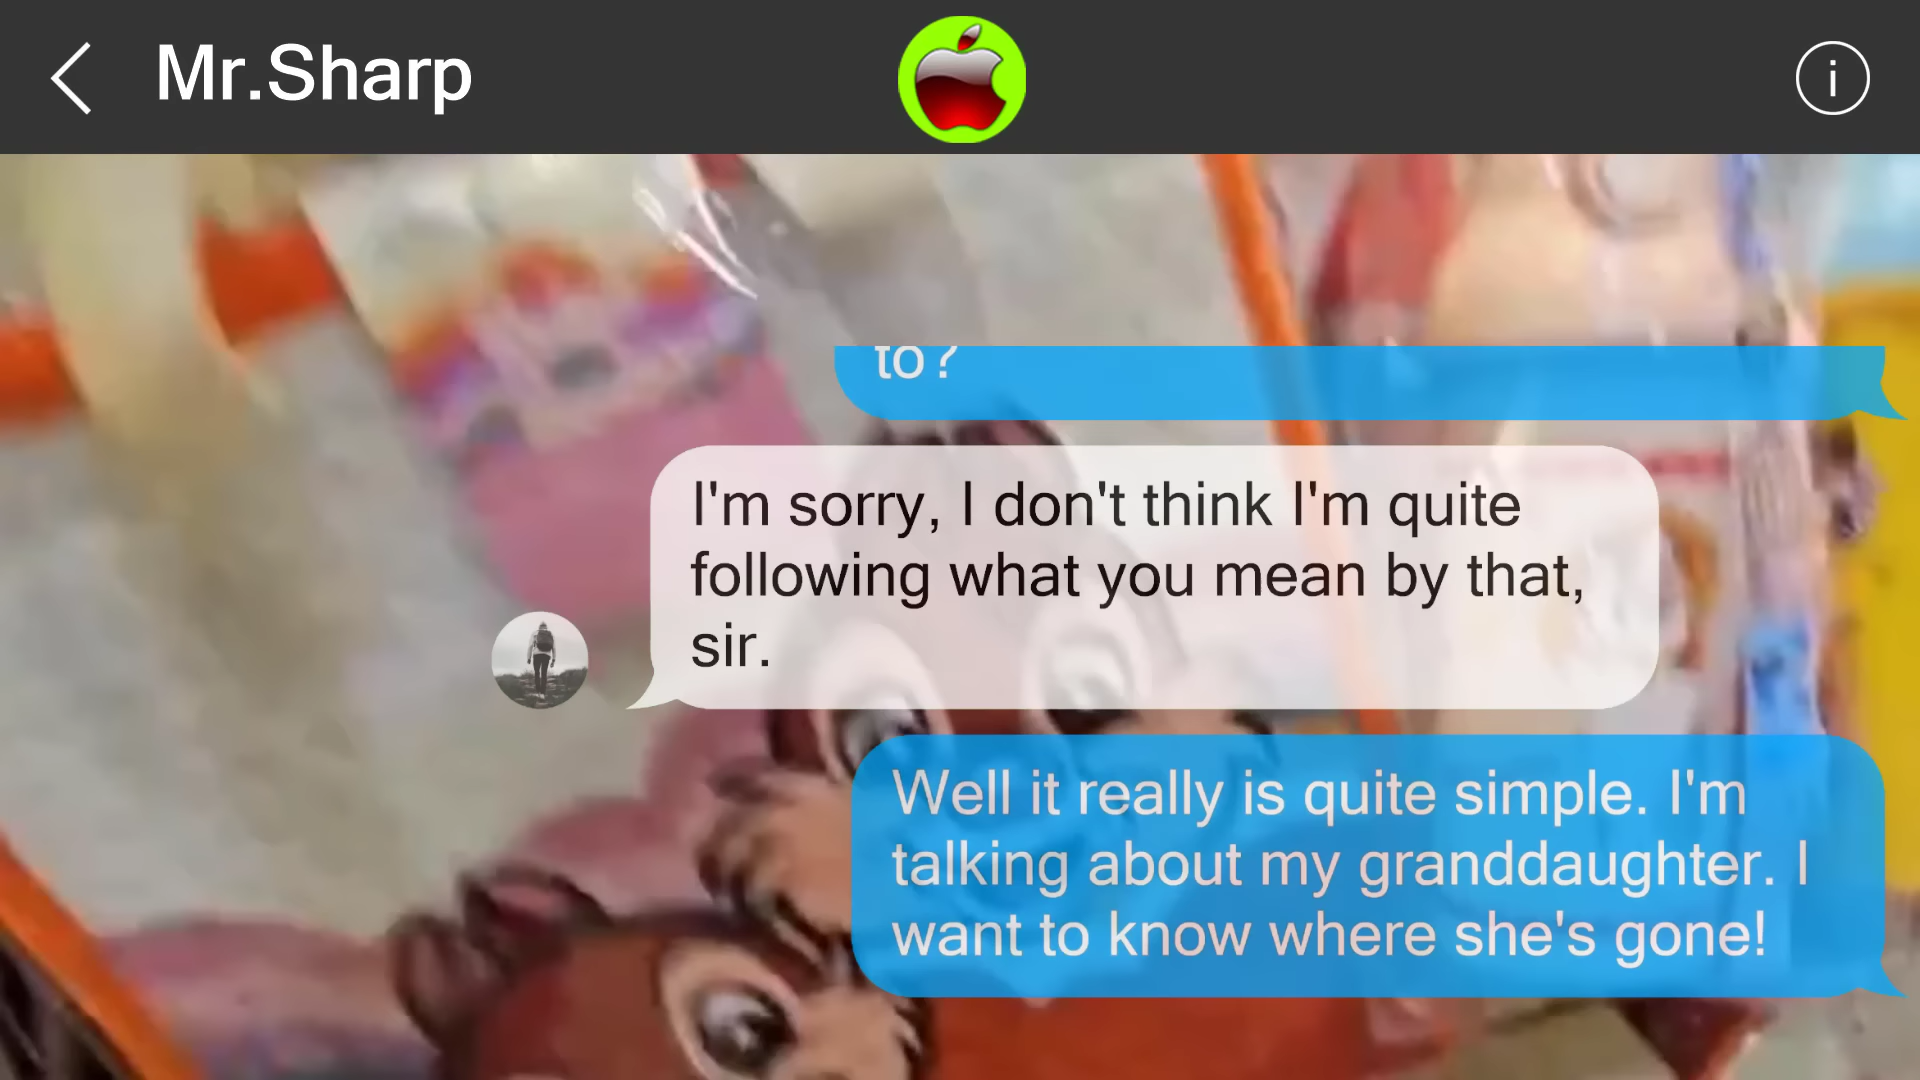 Mr.Sharp
to?
I'm sorry, I don't think I'm quite
following what you mean by that,
sir.
Well it really is quite simple. I'm
talking about my granddaughter. I
want to know where she's gone!